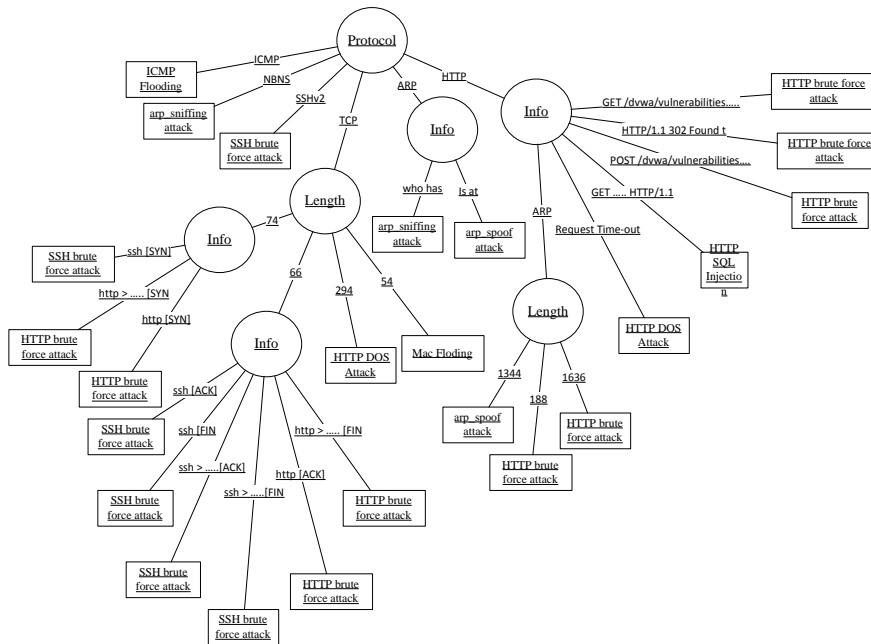 Protocol
ICMP
NBNS
SSHv2
TCP
ARP
HTTP
ICMP
Flooding
arp_sniffing
attack
SSH brute
force attack
Info
Info
GET /dvwa/vulnerabilities.....
HTTP/1.1 302 Found t
POST /dvwa/vulnerabilities....
GET ..... HTTP/1.1
Request Time-out
ARP
HTTP brute force
attack
HTTP brute force
attack
HTTP brute
force attack
HTTP
SQL
Injectio
n
HTTP DOS
Attack
who has
Is at
arp_sniffing
attack
arp_spoof
attack
Length
74
66
294
54
Info
ssh [SYN]
http > ..... [SYN
http [SYN]
SSH brute
force attack
HTTP brute
force attack
HTTP brute
force attack
Info
HTTP DOS
Attack
Mac Floding
Length
1344
188
1636
arp_spoof
attack
HTTP brute
force attack
HTTP brute
force attack
ssh [ACK]
ssh [FIN
ssh > .....[ACK]
ssh > .....[FIN
http [ACK]
http > ..... [FIN
SSH brute
force attack
SSH brute
force attack
SSH brute
force attack
SSH brute
force attack
HTTP brute
force attack
HTTP brute
force attack